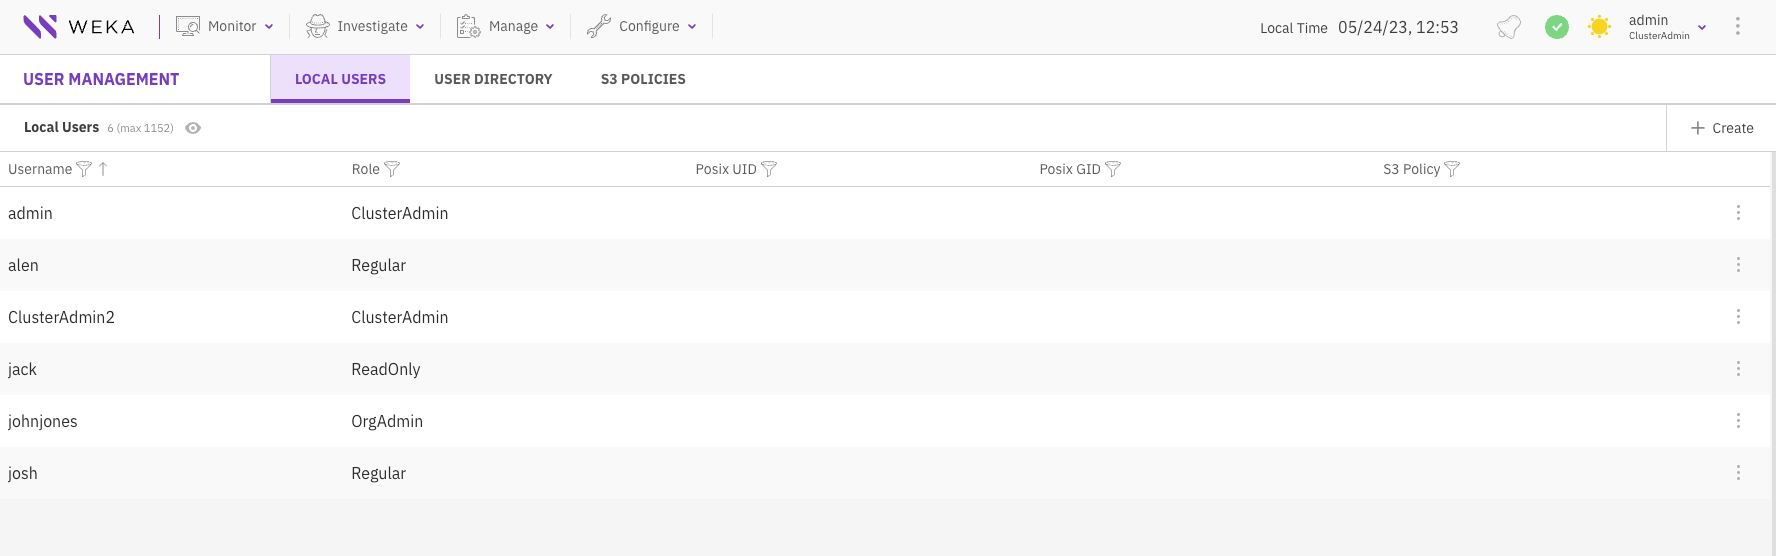 WEKA Monitor Investigate Manage Configure Local Time 05/24/23, 12:53 admin
ClusterAdmin
USER MANAGEMENT LOCAL USERS USER DIRECTORY S3 POLICIES
Local Users 6 (max 1152) Create
Username Role Posix UID Posix GID S3 Policy
admin ClusterAdmin
alen Regular
ClusterAdmin2 ClusterAdmin
jack ReadOnly
johnjones OrgAdmin
josh Regular